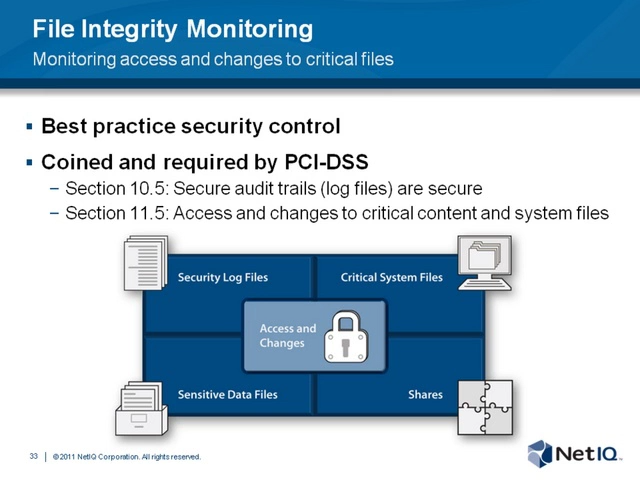 File Integrity Monitoring
Monitoring access and changes to critical files
▪ Best practice security control
▪ Coined and required by PCI-DSS
– Section 10.5: Secure audit trails (log files) are secure
– Section 11.5: Access and changes to critical content and system files
Security Log Files
Critical System Files
Access and
Changes
Sensitive Data Files
Shares
33
© 2011 NetIQ Corporation. All rights reserved.
NetIQ™